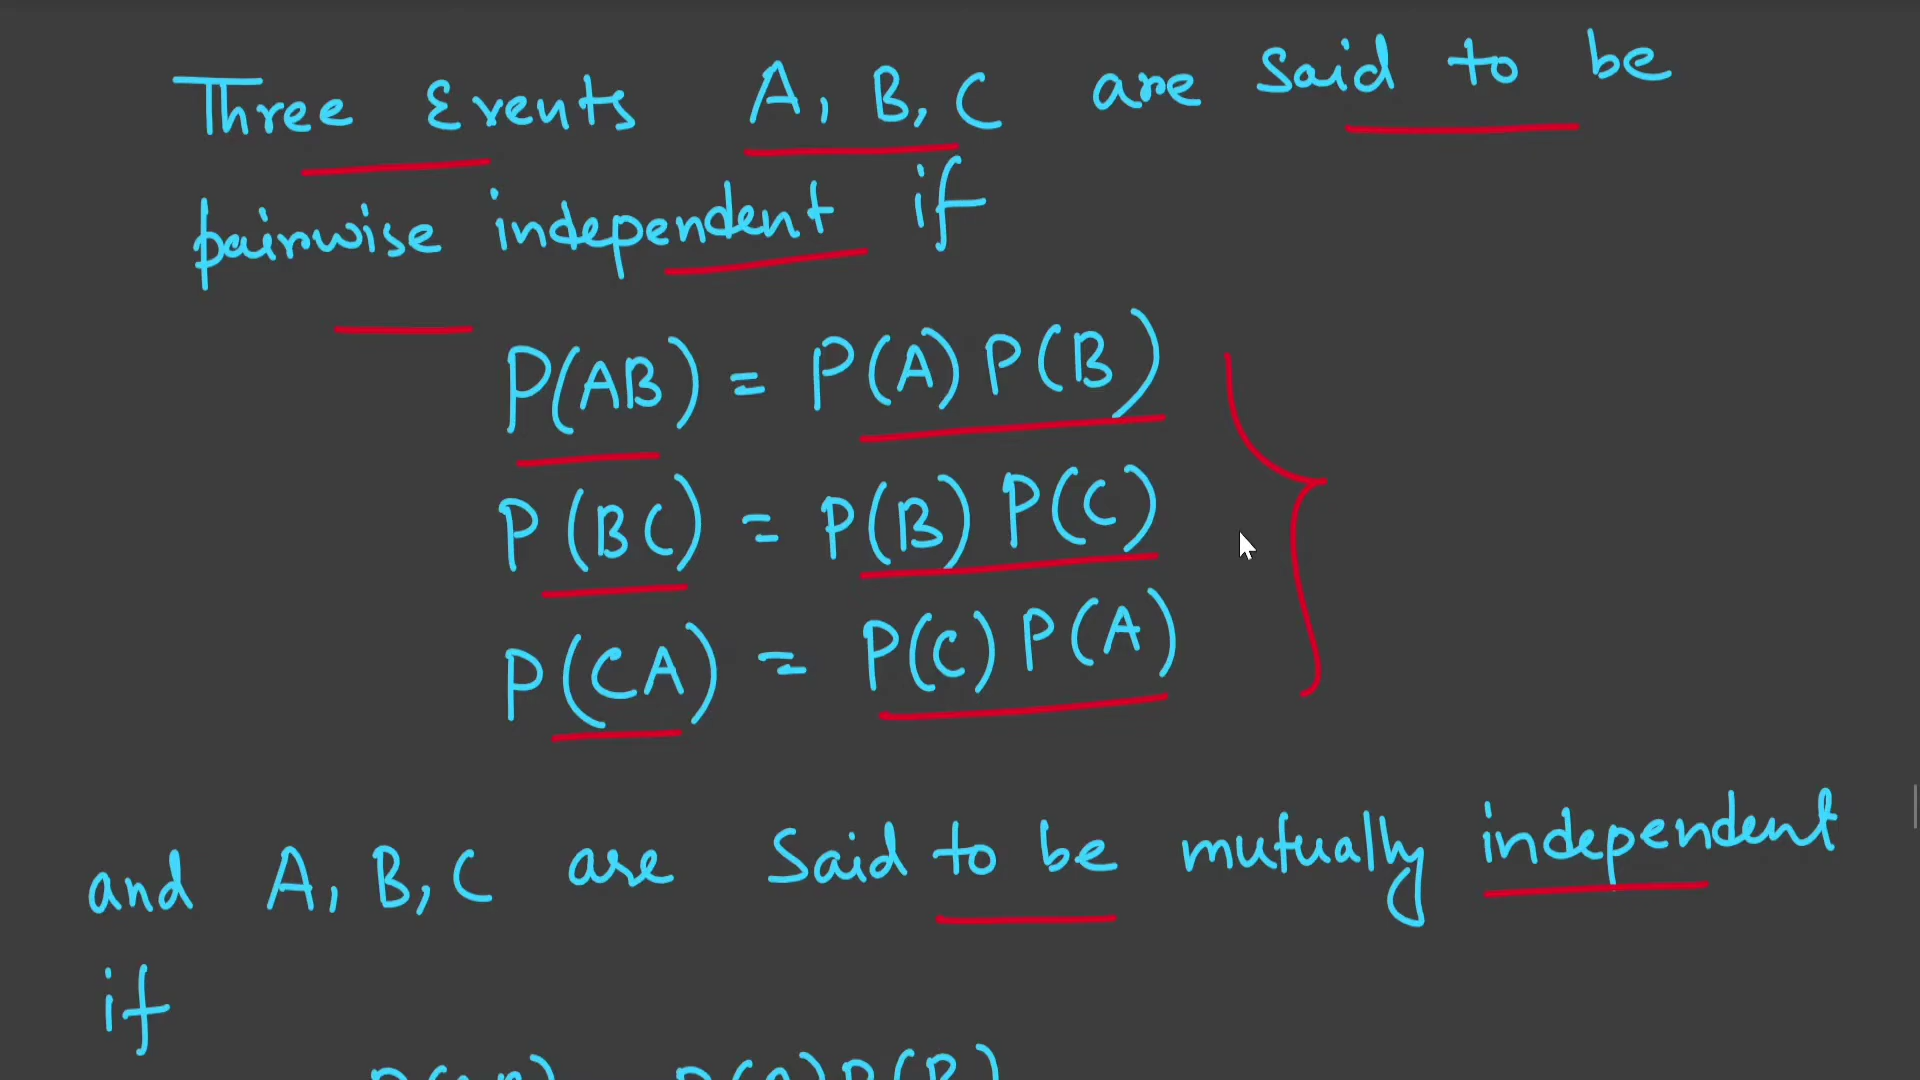 Three Events A, B, C are said to be
pairwise independent if
P(AB) = P(A) P(B)
P(BC) = P(B) P(C)
P(CA) = P(C) P(A)
and A, B, C are said to be mutually independent
if